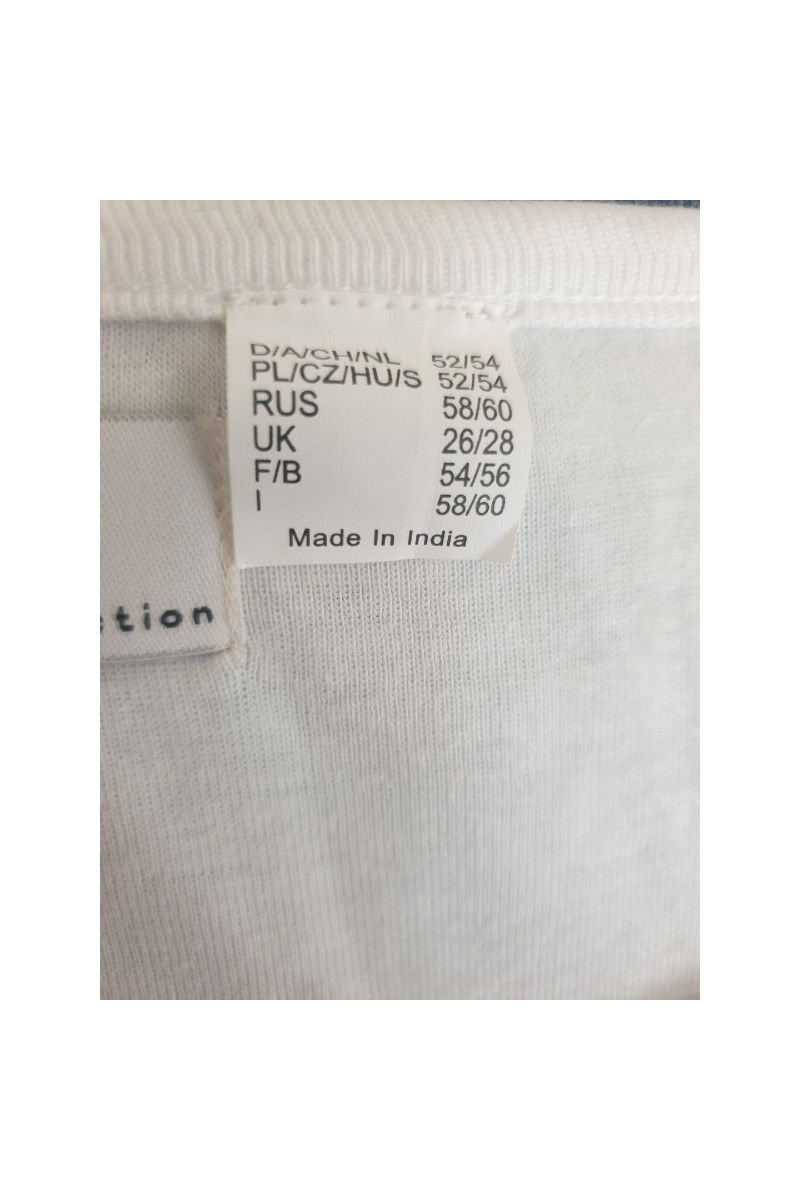 D/A/CH/NL 52/54
PL/CZ/HU/S 52/54
RUS 58/60
UK 26/28
F/B 54/56
I 58/60
Made In India